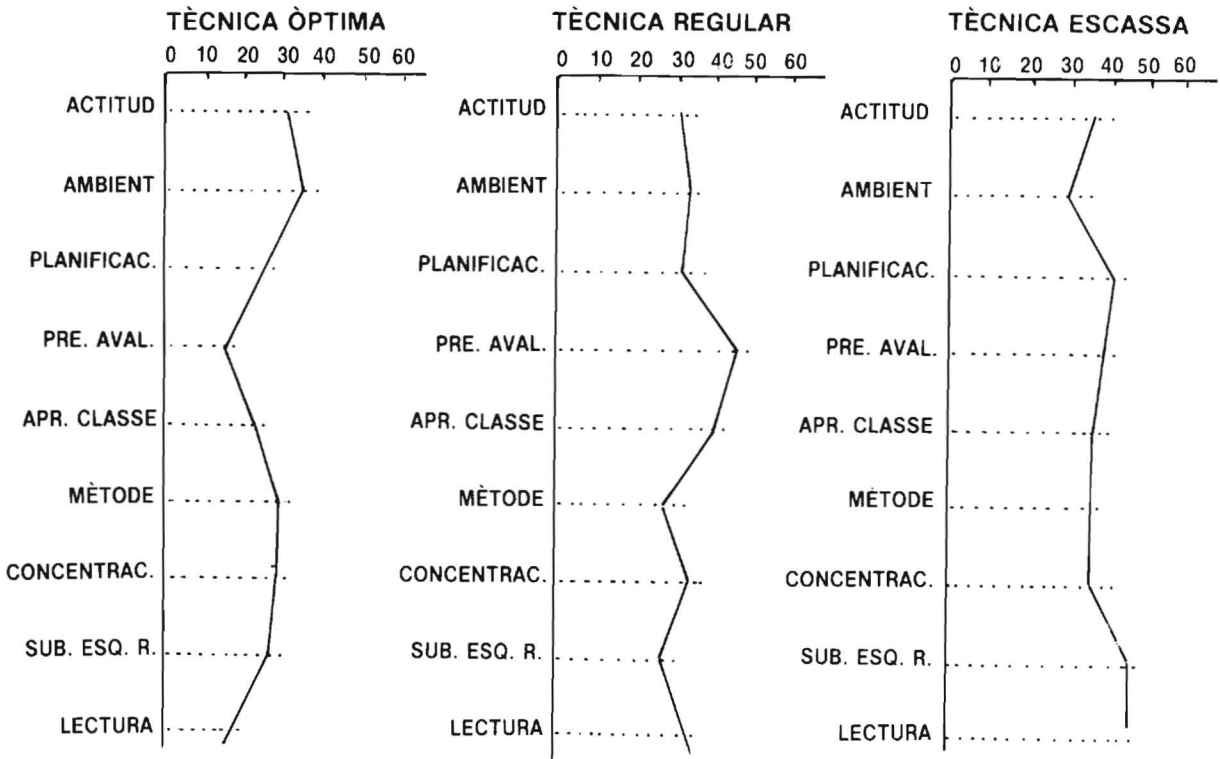 TÈCNICA ÒPTIMA
0 10 20 30 40 50 60
ACTITUD
AMBIENT
PLANIFICAC.
PRE. AVAL.
APR. CLASSE
MÈTODE
CONCENTRAC.
SUB. ESQ. R.
LECTURA
TÈCNICA REGULAR
0 10 20 30 40 50 60
ACTITUD
AMBIENT
PLANIFICAC.
PRE. AVAL.
APR. CLASSE
MÈTODE
CONCENTRAC.
SUB. ESQ. R.
LECTURA
TÈCNICA ESCASSA
0 10 20 30 40 50 60
ACTITUD
AMBIENT
PLANIFICAC.
PRE. AVAL.
APR. CLASSE
MÈTODE
CONCENTRAC.
SUB. ESQ. R.
LECTURA